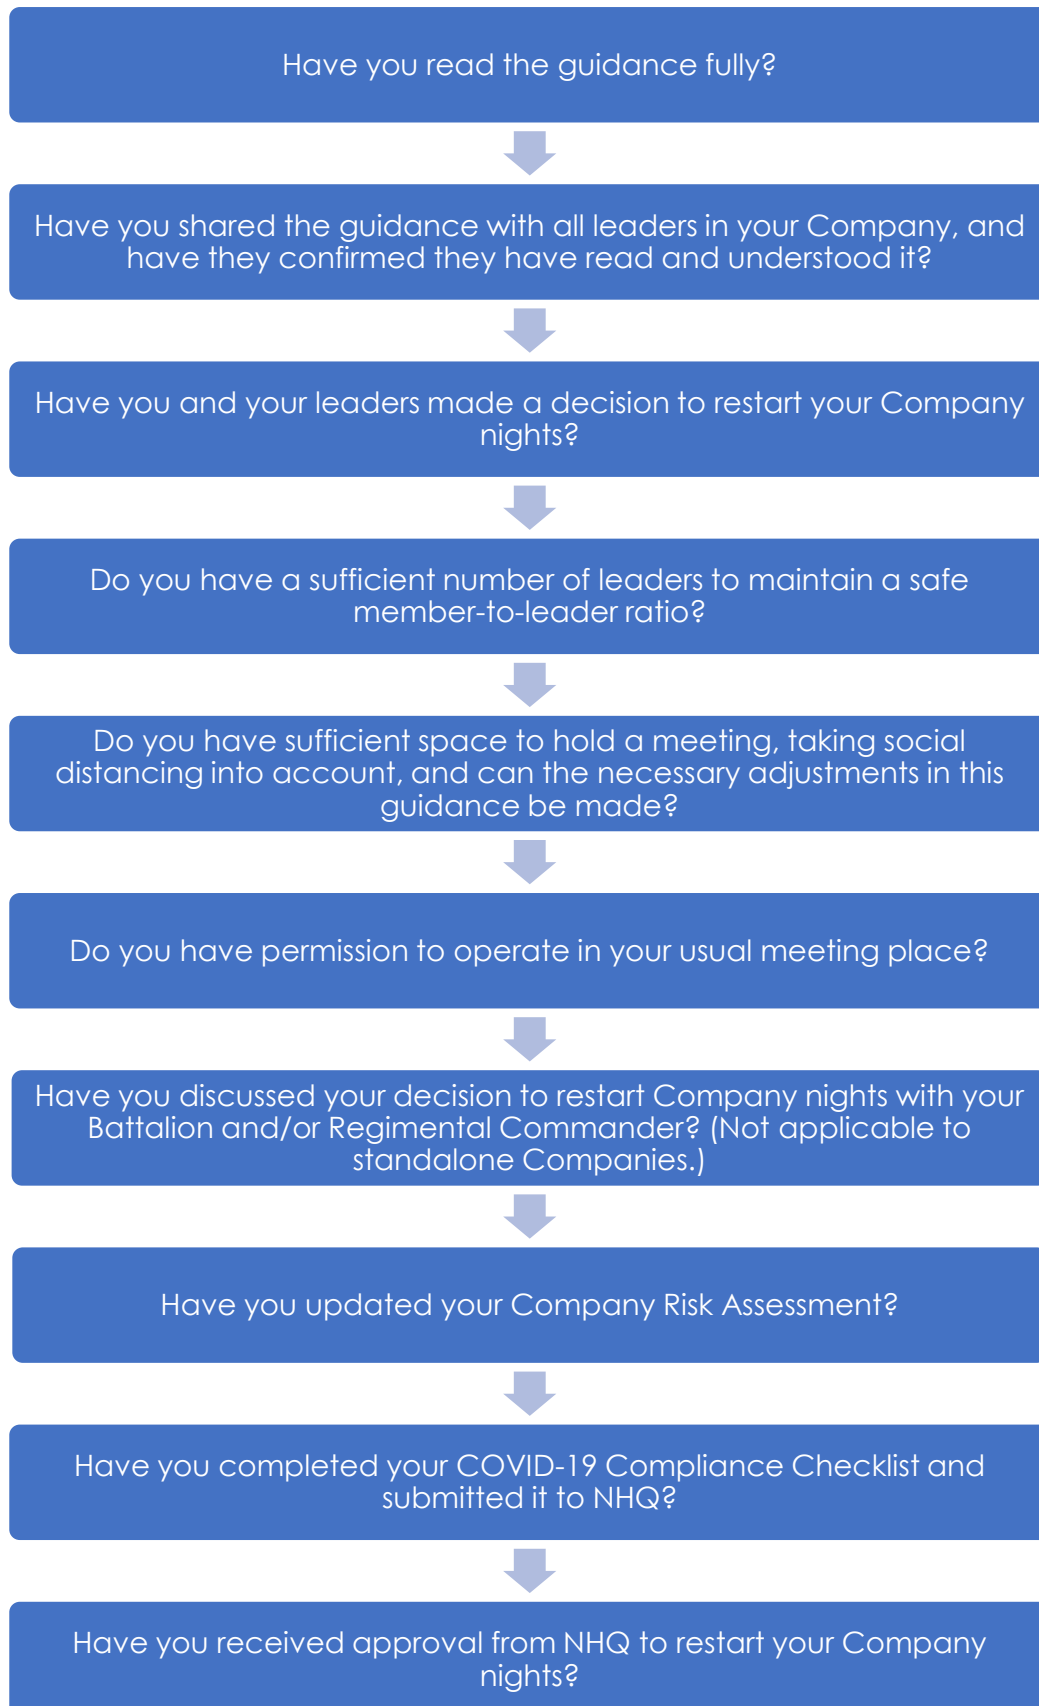 Have you read the guidance fully?
Have you shared the guidance with all leaders in your Company, and
have they confirmed they have read and understood it?
Have you and your leaders made a decision to restart your Company
nights?
Do you have a sufficient number of leaders to maintain a safe
member-to-leader ratio?
Do you have sufficient space to hold a meeting, taking social
distancing into account, and can the necessary adjustments in this
guidance be made?
Do you have permission to operate in your usual meeting place?
Have you discussed your decision to restart Company nights with your
Battalion and/or Regimental Commander? (Not applicable to
standalone Companies.)
Have you updated your Company Risk Assessment?
Have you completed your COVID-19 Compliance Checklist and
submitted it to NHQ?
Have you received approval from NHQ to restart your Company
nights?